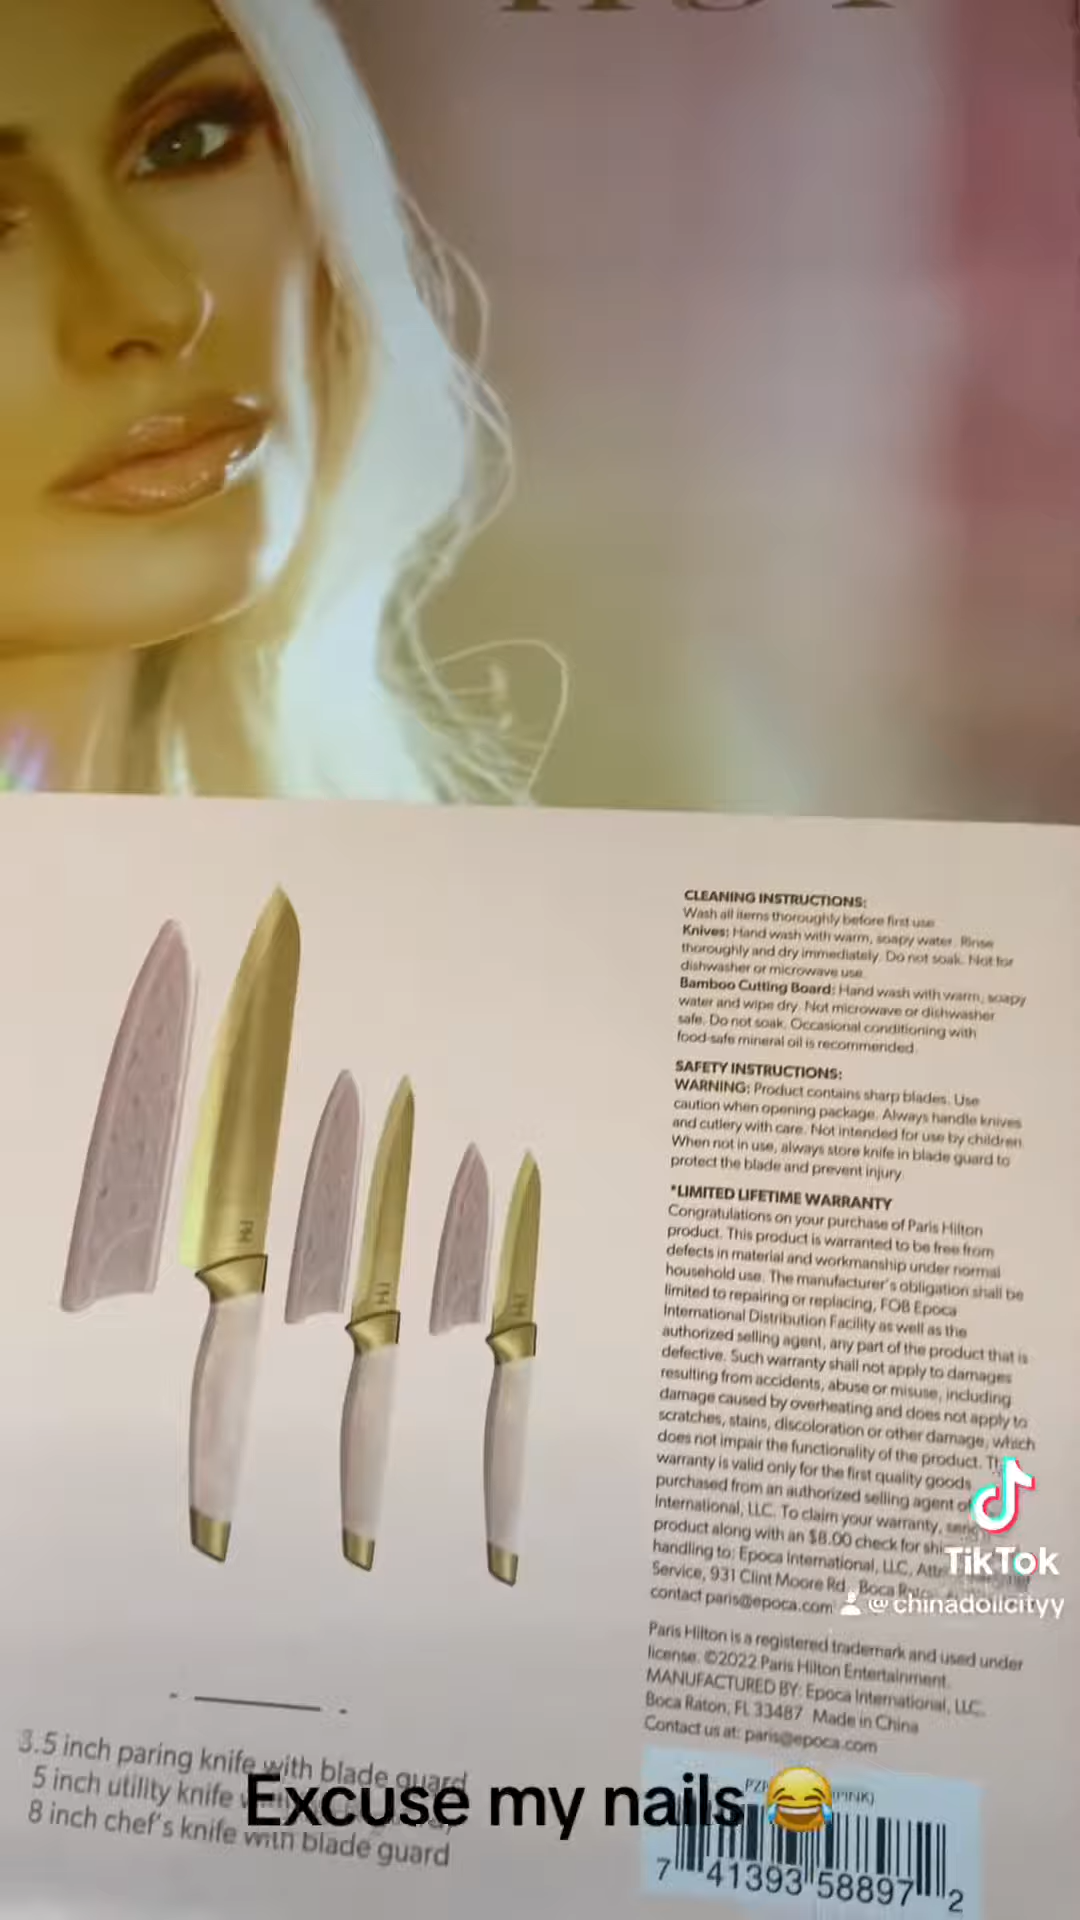 CLEANING INSTRUCTIONS:
Wash all items thoroughly before first use.
Knives: Hand wash with warm, soapy water. Rinse
thoroughly and dry immediately. Do not soak. Not for
dishwasher or microwave use.
Bamboo Cutting Board: Hand wash with warm, soapy
water and wipe dry. Not microwave or dishwasher
safe. Do not soak. Occasional conditioning with
food-safe mineral oil is recommended.
SAFETY INSTRUCTIONS:
WARNING: Product contains sharp blades. Use
caution when opening package. Always handle knives
and cutlery with care. Not intended for use by children.
When not in use, always store knife in blade guard to
protect the blade and prevent injury.
*LIMITED LIFETIME WARRANTY
Congratulations on your purchase of Paris Hilton
product. This product is warranted to be free from
defects in material and workmanship under normal
household use. The manufacturer's obligation shall be
limited to repairing or replacing, FOB Epoca
International Distribution Facility as well as the
authorized selling agent, any part of the product that is
defective. Such warranty shall not apply to damages
resulting from accidents, abuse or misuse, including
damage caused by overheating and does not apply to
scratches, stains, discoloration or other damage, which
does not impair the functionality of the product.
warranty is valid only for the first quality goods
purchased from an authorized selling agent
International, LLC. To claim your warranty,
product along with an $8.00 check for
handling to: Epoca International, LLC,
Service, 931 Clint Moore Rd., Boca
contact paris@epoca.com
TikTok
@chinadollcityy
Paris Hilton is a registered trademark and used under
license. ©2022 Paris Hilton Entertainment.
MANUFACTURED BY: Epoca International, LLC.
Boca Raton, FL 33487 Made in China
Contact us at: paris@epoca.com
3.5 inch paring knife with blade guard
5 inch utility knife
8 inch chef's knife with blade guard
Excuse my nails 😂
(PINK)
7 41393 58897 2